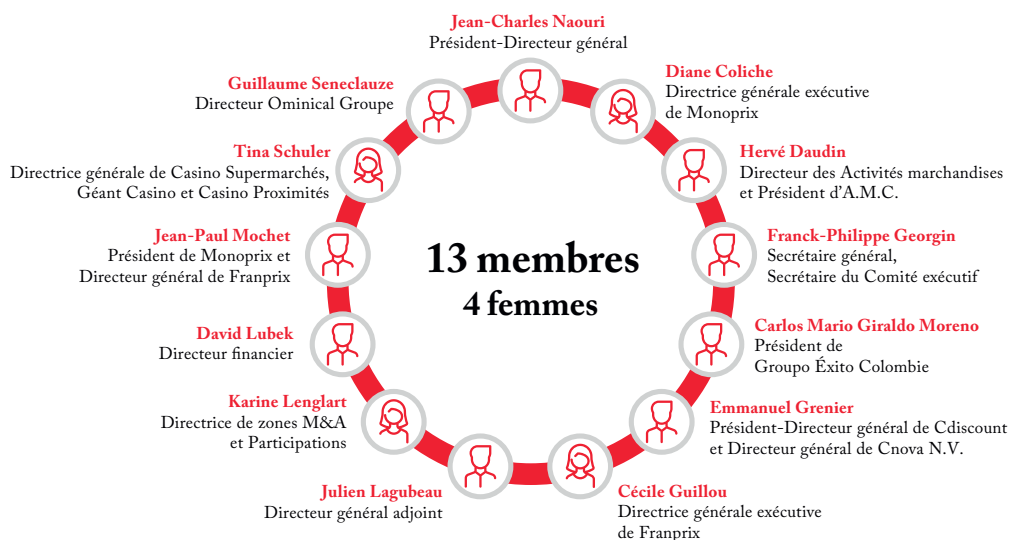 Jean-Charles Naouri
Président-Directeur général
Diane Coliche
Directrice générale exécutive
de Monoprix
Hervé Daudin
Directeur des Activités marchandises
et Président d'A.M.C.
Franck-Philippe Georgin
Secrétaire général,
Secrétaire du Comité exécutif
Carlos Mario Giraldo Moreno
Président de
Groupo Éxito Colombie
Emmanuel Grenier
Président-Directeur général de Cdiscount
et Directeur général de Cnova N.V.
Cécile Guillou
Directrice générale exécutive
de Franprix
Julien Lagubeau
Directeur général adjoint
Karine Lenglart
Directrice de zones M&A
et Participations
David Lubek
Directeur financier
Jean-Paul Mochet
Président de Monoprix et
Directeur général de Franprix
Tina Schuler
Directrice générale de Casino Supermarchés,
Géant Casino et Casino Proximités
Guillaume Seneclauze
Directeur Ominical Groupe
13 membres
4 femmes